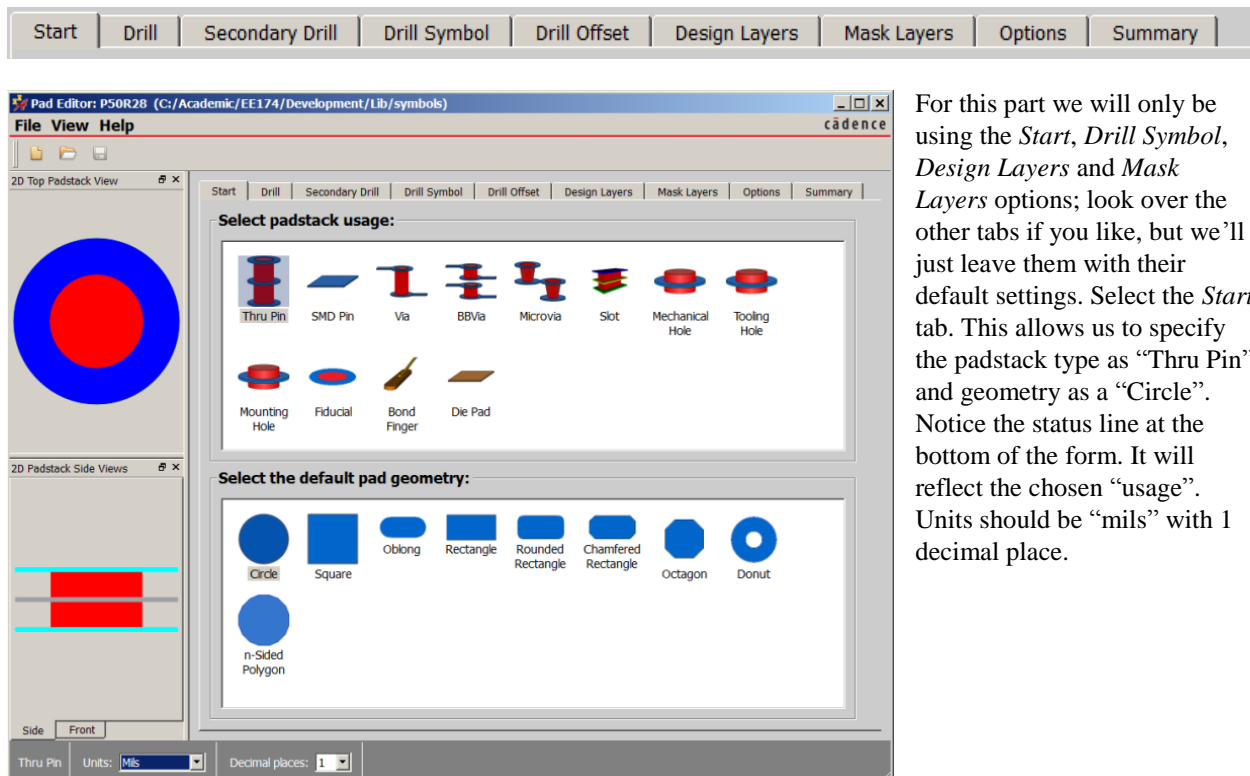 Start Drill Secondary Drill Drill Symbol Drill Offset Design Layers Mask Layers Options Summary
Pad Editor: P50R28 (C:/Academic/EE174/Development/Lib/symbols)
File View Help
cādence
2D Top Padstack View
Start Drill Secondary Drill Drill Symbol Drill Offset Design Layers Mask Layers Options Summary
Select padstack usage:
Thru Pin SMD Pin Via BBVia Microvia Slot Mechanical Hole Tooling Hole
Mounting Hole Fiducial Bond Finger Die Pad
2D Padstack Side Views
Select the default pad geometry:
Circle Square Oblong Rectangle Rounded Rectangle Chamfered Rectangle Octagon Donut
n-Sided Polygon
Side Front
Thru Pin Units: Mils Decimal places: 1
For this part we will only be
using the Start, Drill Symbol,
Design Layers and Mask
Layers options; look over the
other tabs if you like, but we’ll
just leave them with their
default settings. Select the Start
tab. This allows us to specify
the padstack type as “Thru Pin”
and geometry as a “Circle”.
Notice the status line at the
bottom of the form. It will
reflect the chosen “usage”.
Units should be “mils” with 1
decimal place.